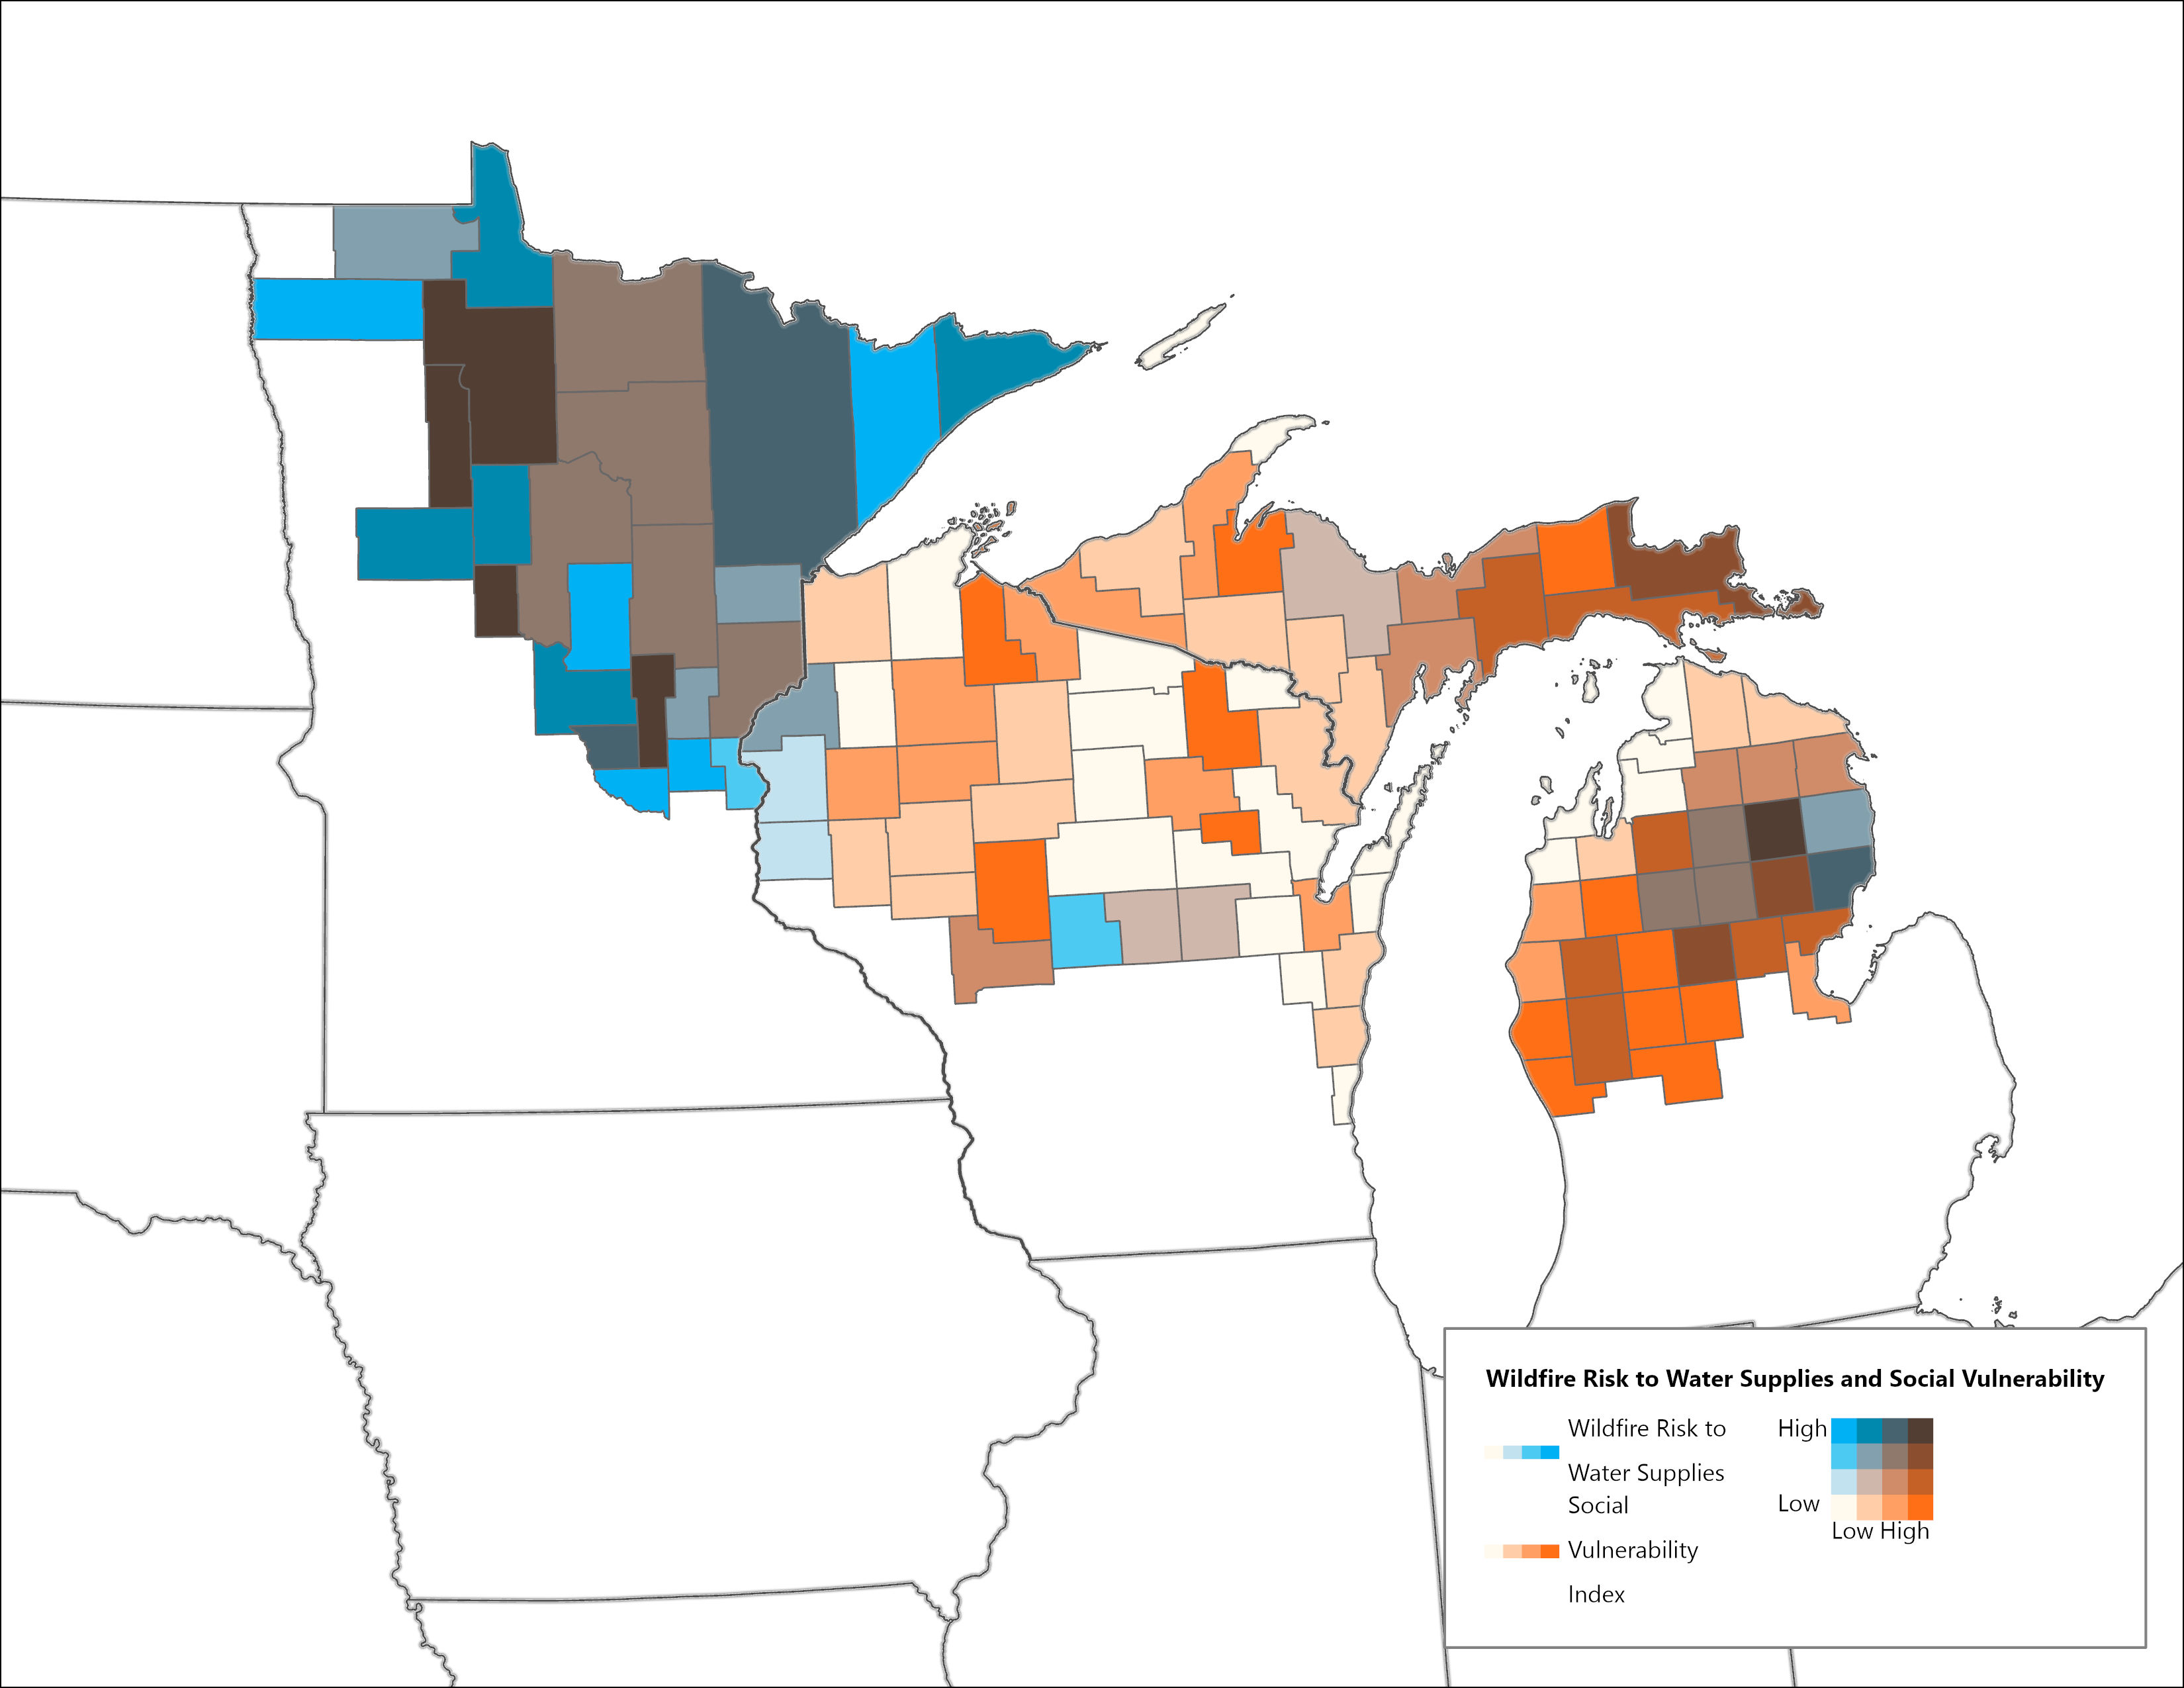 Wildfire Risk to Water Supplies and Social Vulnerability
Wildfire Risk to
Water Supplies
Social
Vulnerability
Index
High
Low
Low High